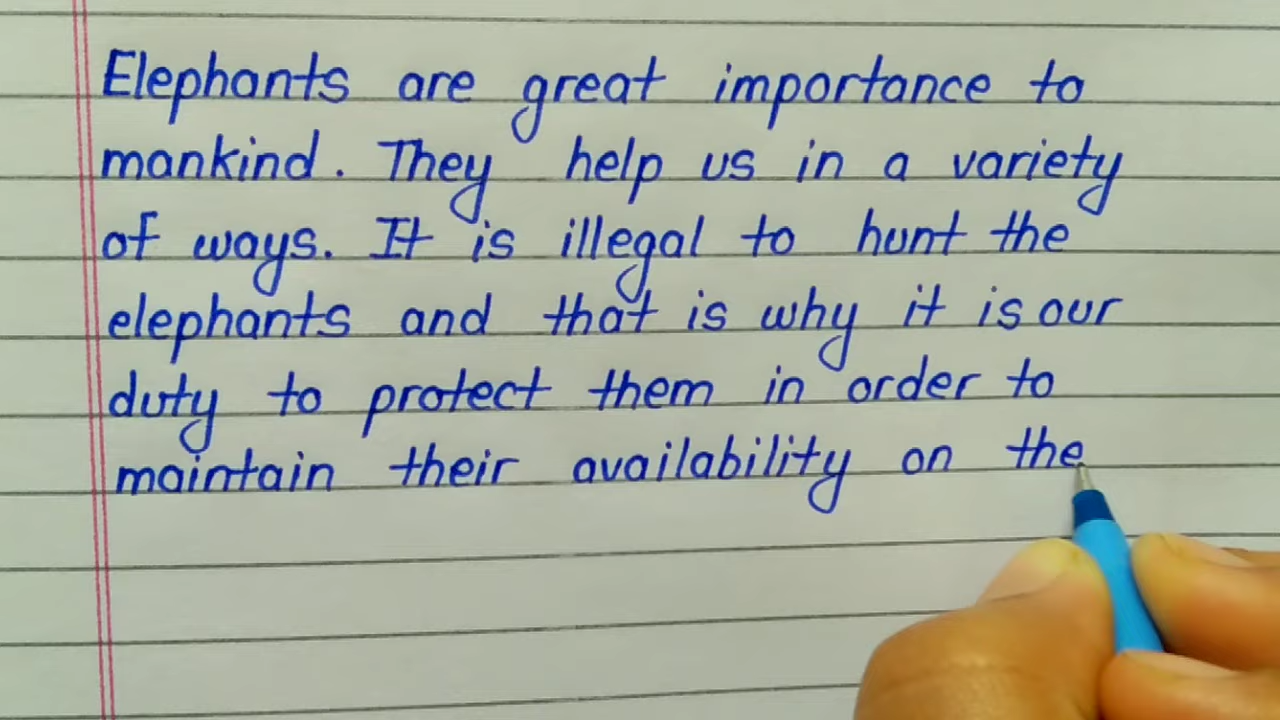 Elephants are great importance to
mankind. They help us in a variety
of ways. It is illegal to hunt the
elephants and that is why it is our
duty to protect them in order to
maintain their availability on the